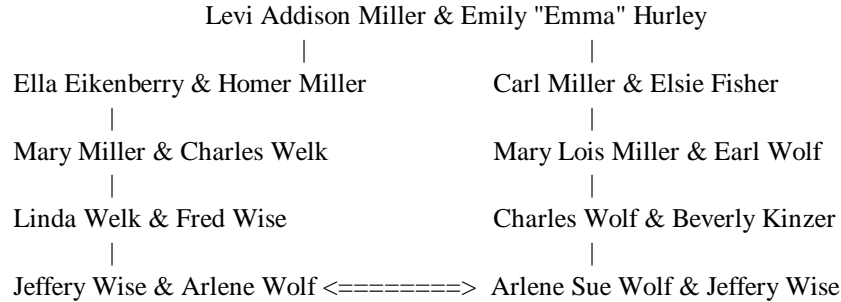 Levi Addison Miller & Emily "Emma" Hurley
| |
Ella Eikenberry & Homer Miller Carl Miller & Elsie Fisher
| |
Mary Miller & Charles Welk Mary Lois Miller & Earl Wolf
| |
Linda Welk & Fred Wise Charles Wolf & Beverly Kinzer
| |
Jeffery Wise & Arlene Wolf <========> Arlene Sue Wolf & Jeffery Wise